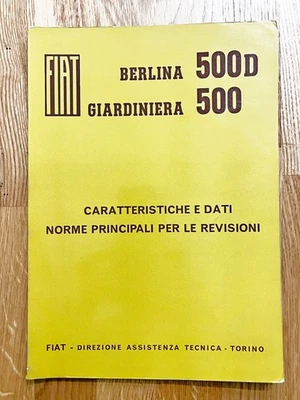 FIAT
BERLINA 500D
GIARDINIERA 500
CARATTERISTICHE E DATI
NORME PRINCIPALI PER LE REVISIONI
FIAT - DIREZIONE ASSISTENZA TECNICA - TORINO